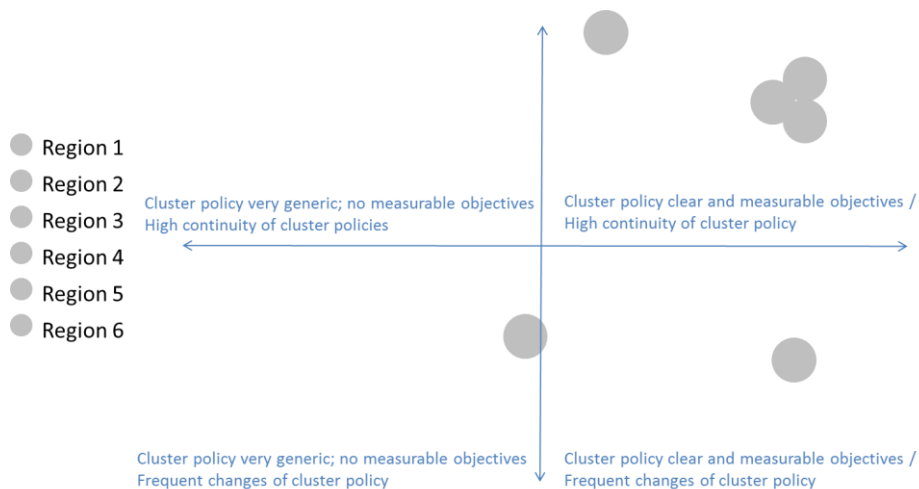 Region 1
Region 2
Region 3
Region 4
Region 5
Region 6
Cluster policy very generic; no measurable objectives
High continuity of cluster policies
Cluster policy clear and measurable objectives /
High continuity of cluster policy
Cluster policy very generic; no measurable objectives
Frequent changes of cluster policy
Cluster policy clear and measurable objectives /
Frequent changes of cluster policy